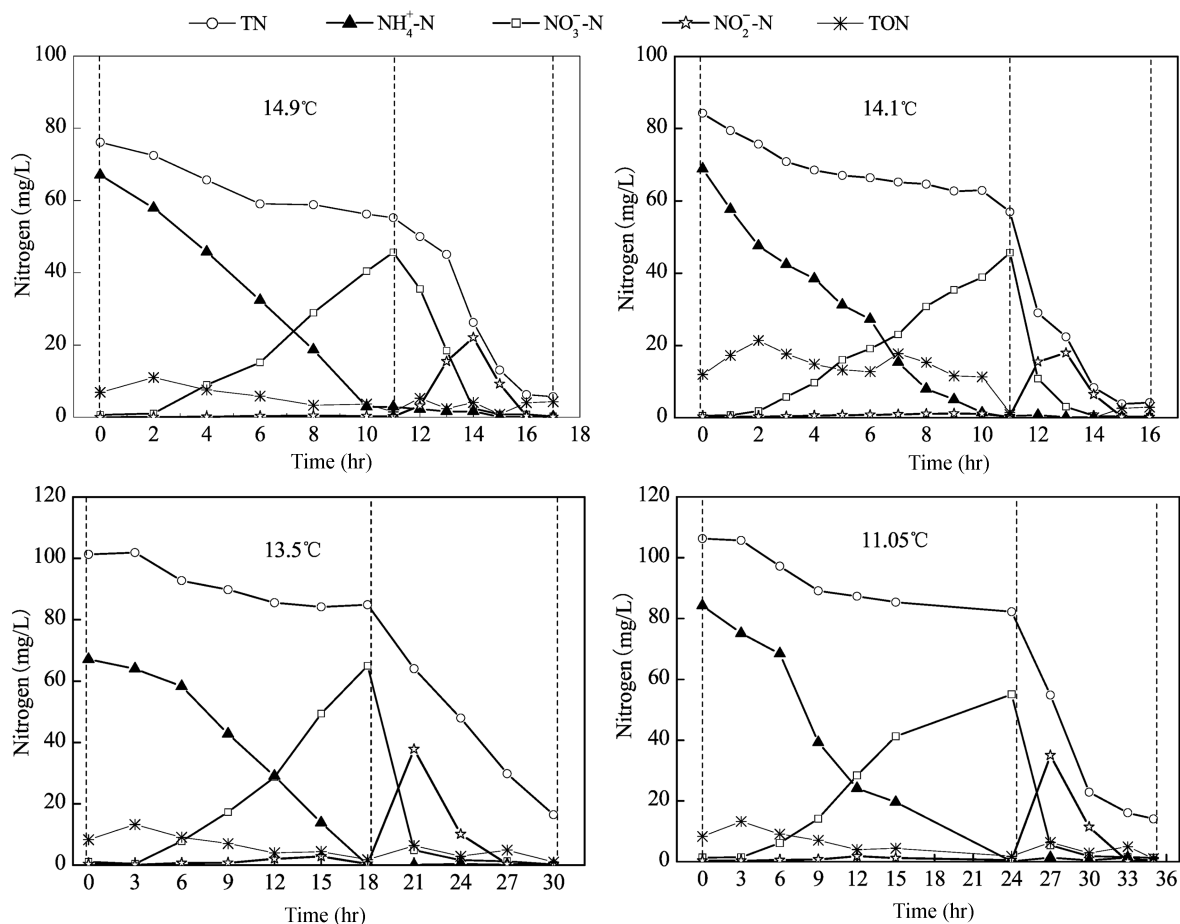 TN NH₄⁺-N NO₃⁻-N NO₂⁻-N TON
14.9℃
Nitrogen (mg/L)
100
80
60
40
20
0
0 2 4 6 8 10 12 14 16 18
Time (hr)
14.1℃
Nitrogen (mg/L)
100
80
60
40
20
0
0 2 4 6 8 10 12 14 16
Time (hr)
13.5℃
Nitrogen (mg/L)
120
100
80
60
40
20
0
0 3 6 9 12 15 18 21 24 27 30
Time (hr)
11.05℃
Nitrogen (mg/L)
120
100
80
60
40
20
0
0 3 6 9 12 15 18 21 24 27 30 33 36
Time (hr)